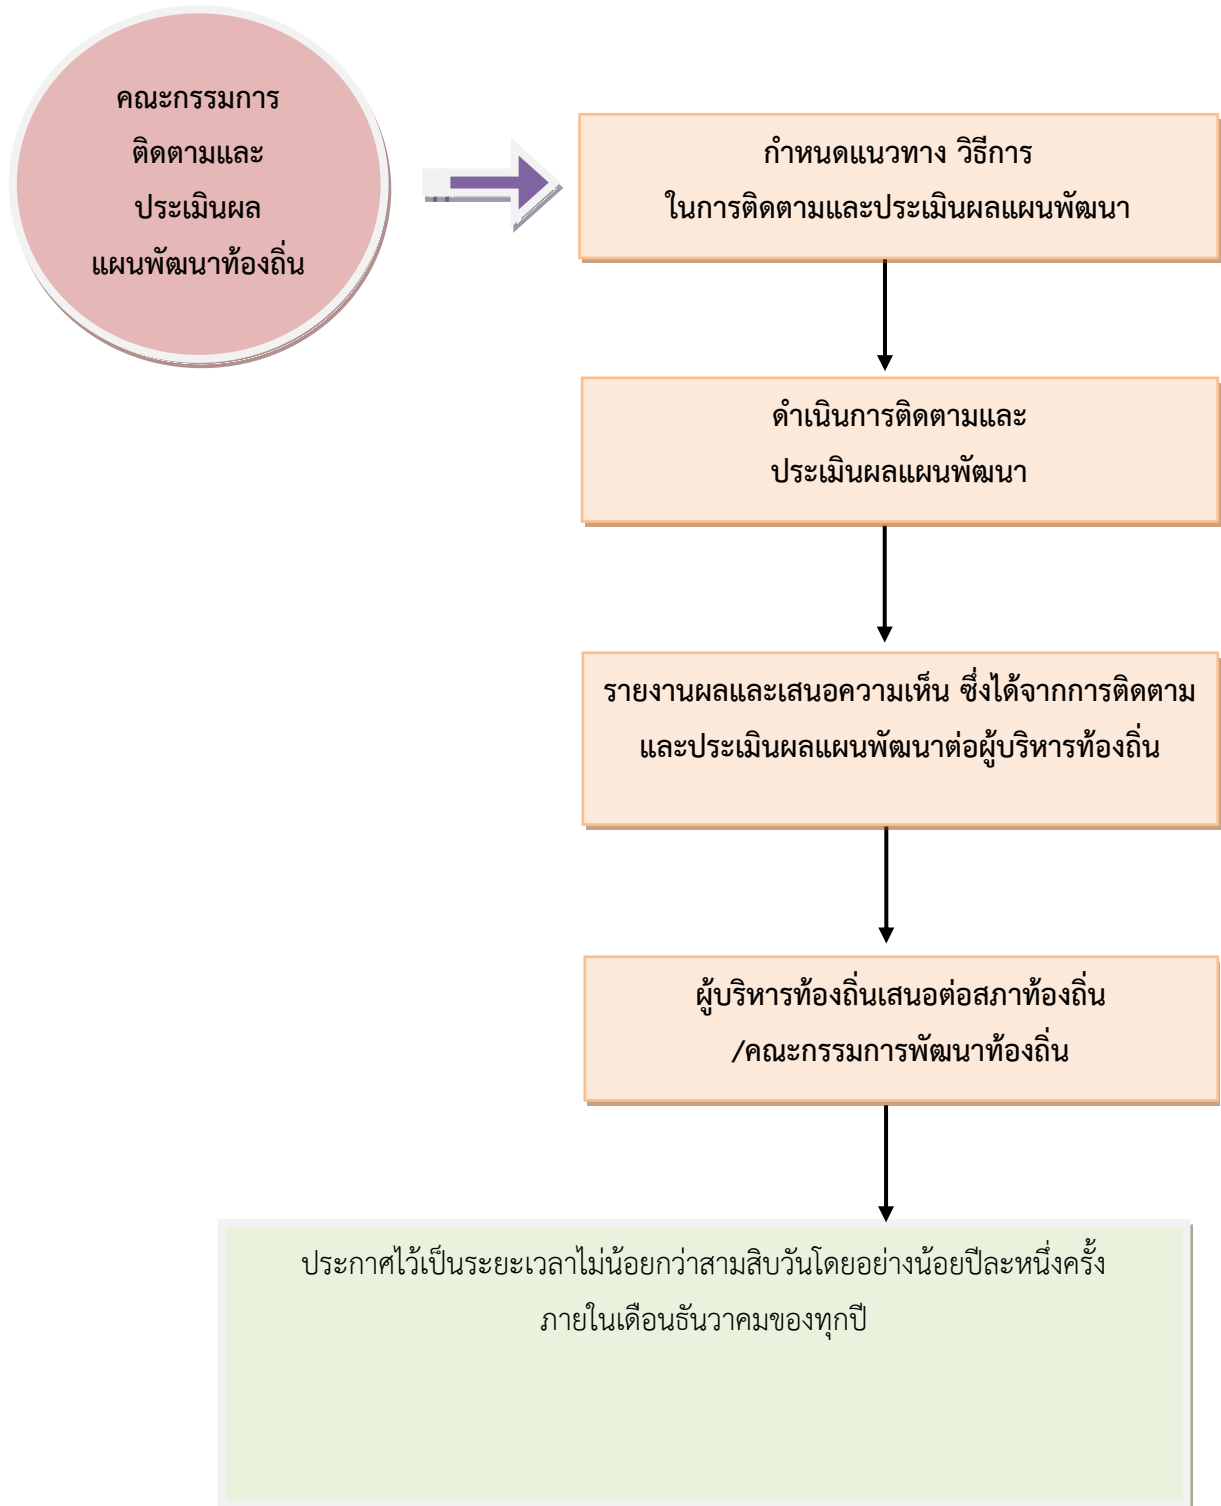 คณะกรรมการ
ติดตามและ
ประเมินผล
แผนพัฒนาท้องถิ่น
กำหนดแนวทาง วิธีการ
ในการติดตามและประเมินผลแผนพัฒนา
ดำเนินการติดตามและ
ประเมินผลแผนพัฒนา
รายงานผลและเสนอความเห็น ซึ่งได้จากการติดตาม
และประเมินผลแผนพัฒนาต่อผู้บริหารท้องถิ่น
ผู้บริหารท้องถิ่นเสนอต่อสภาท้องถิ่น
/คณะกรรมการพัฒนาท้องถิ่น
ประกาศไว้เป็นระยะเวลาไม่น้อยกว่าสามสิบวันโดยอย่างน้อยปีละหนึ่งครั้ง
ภายในเดือนธันวาคมของทุกปี